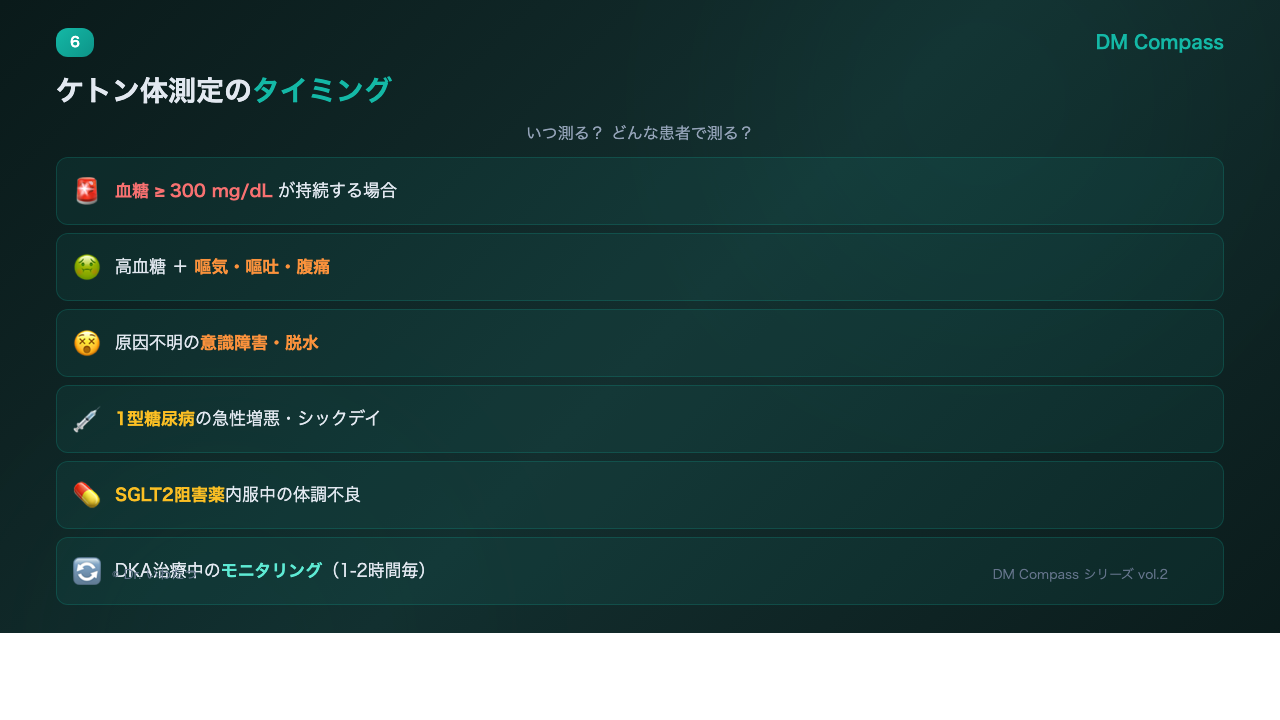 6
DM Compass
ケトン体測定のタイミング
いつ測る？ どんな患者で測る？
血糖 ≥ 300 mg/dL が持続する場合
高血糖 ＋ 嘔気・嘔吐・腹痛
原因不明の意識障害・脱水
1型糖尿病の急性増悪・シックデイ
SGLT2阻害薬内服中の体調不良
DKA治療中のモニタリング（1-2時間毎）
DM Compass シリーズ vol.2